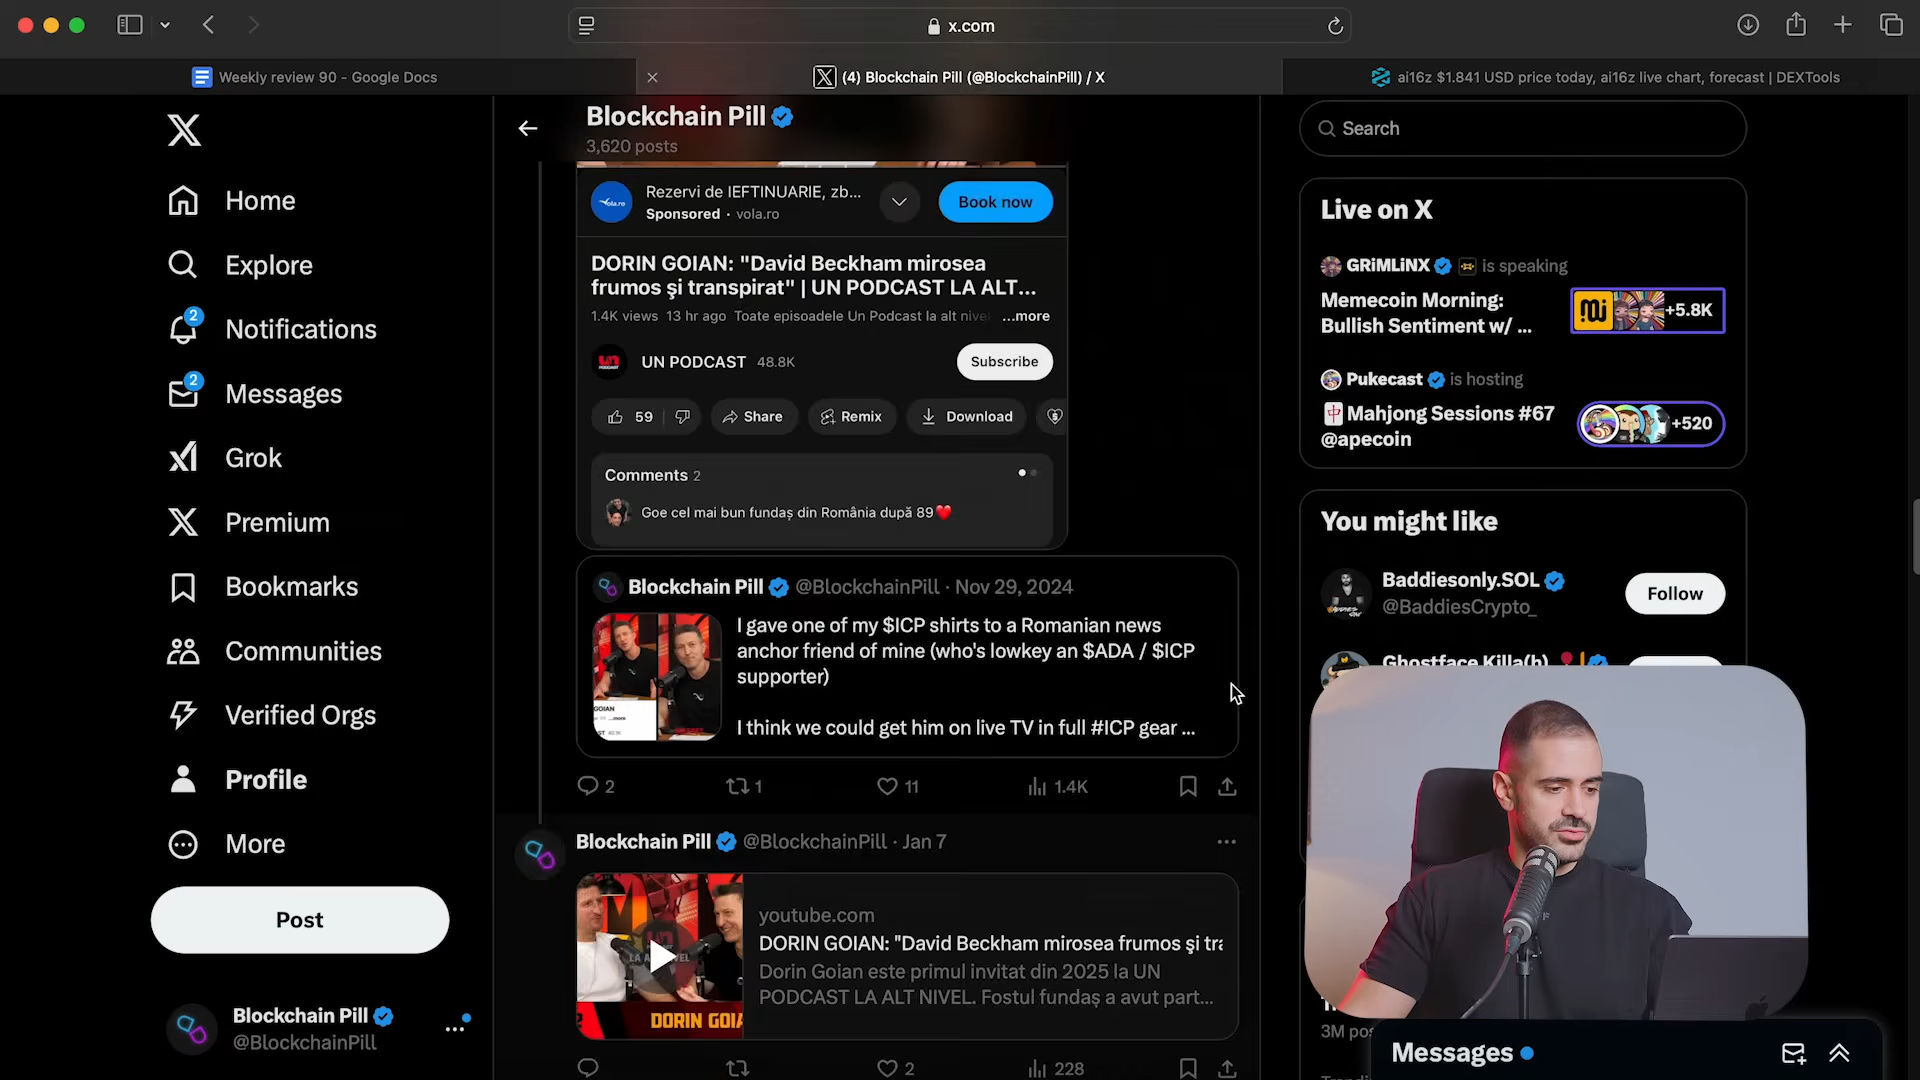 x.com
Weekly review 90 - Google Docs
(4) Blockchain Pill (@BlockchainPill) / X
ai16z $1.841 USD price today, ai16z live chart, forecast | DEXTools
Home
Explore
2
Notifications
2
Messages
Grok
Premium
Bookmarks
Communities
Verified Orgs
Profile
More
Post
Blockchain Pill
@BlockchainPill
Blockchain Pill
3,620 posts
Rezervi de IEFTINUARIE, zb...
Sponsored · vola.ro
Book now
DORIN GOIAN: "David Beckham mirosea
frumos și transpirat" | UN PODCAST LA ALT...
1.4K views 13 hr ago Toate episoadele Un Podcast la alt nivel ...more
UN PODCAST 48.8K
Subscribe
59
Share
Remix
Download
Comments 2
Goe cel mai bun fundaș din România după 89❤️
Blockchain Pill @BlockchainPill · Nov 29, 2024
I gave one of my $ICP shirts to a Romanian news
anchor friend of mine (who's lowkey an $ADA / $ICP
supporter)
I think we could get him on live TV in full #ICP gear ...
2
1
11
1.4K
Blockchain Pill @BlockchainPill · Jan 7
youtube.com
DORIN GOIAN: "David Beckham mirosea frumos și tra
Dorin Goian este primul invitat din 2025 la UN
PODCAST LA ALT NIVEL. Fostul fundaș a avut part...
2
228
Search
Live on X
GRiMLiNX is speaking
Memecoin Morning:
Bullish Sentiment w/ ...
+5.8K
Pukecast is hosting
🀄 Mahjong Sessions #67
@apecoin
+520
You might like
Baddiesonly.SOL
@BaddiesCrypto_
Follow
Ghostface Killa(h)
3M pos
Messages